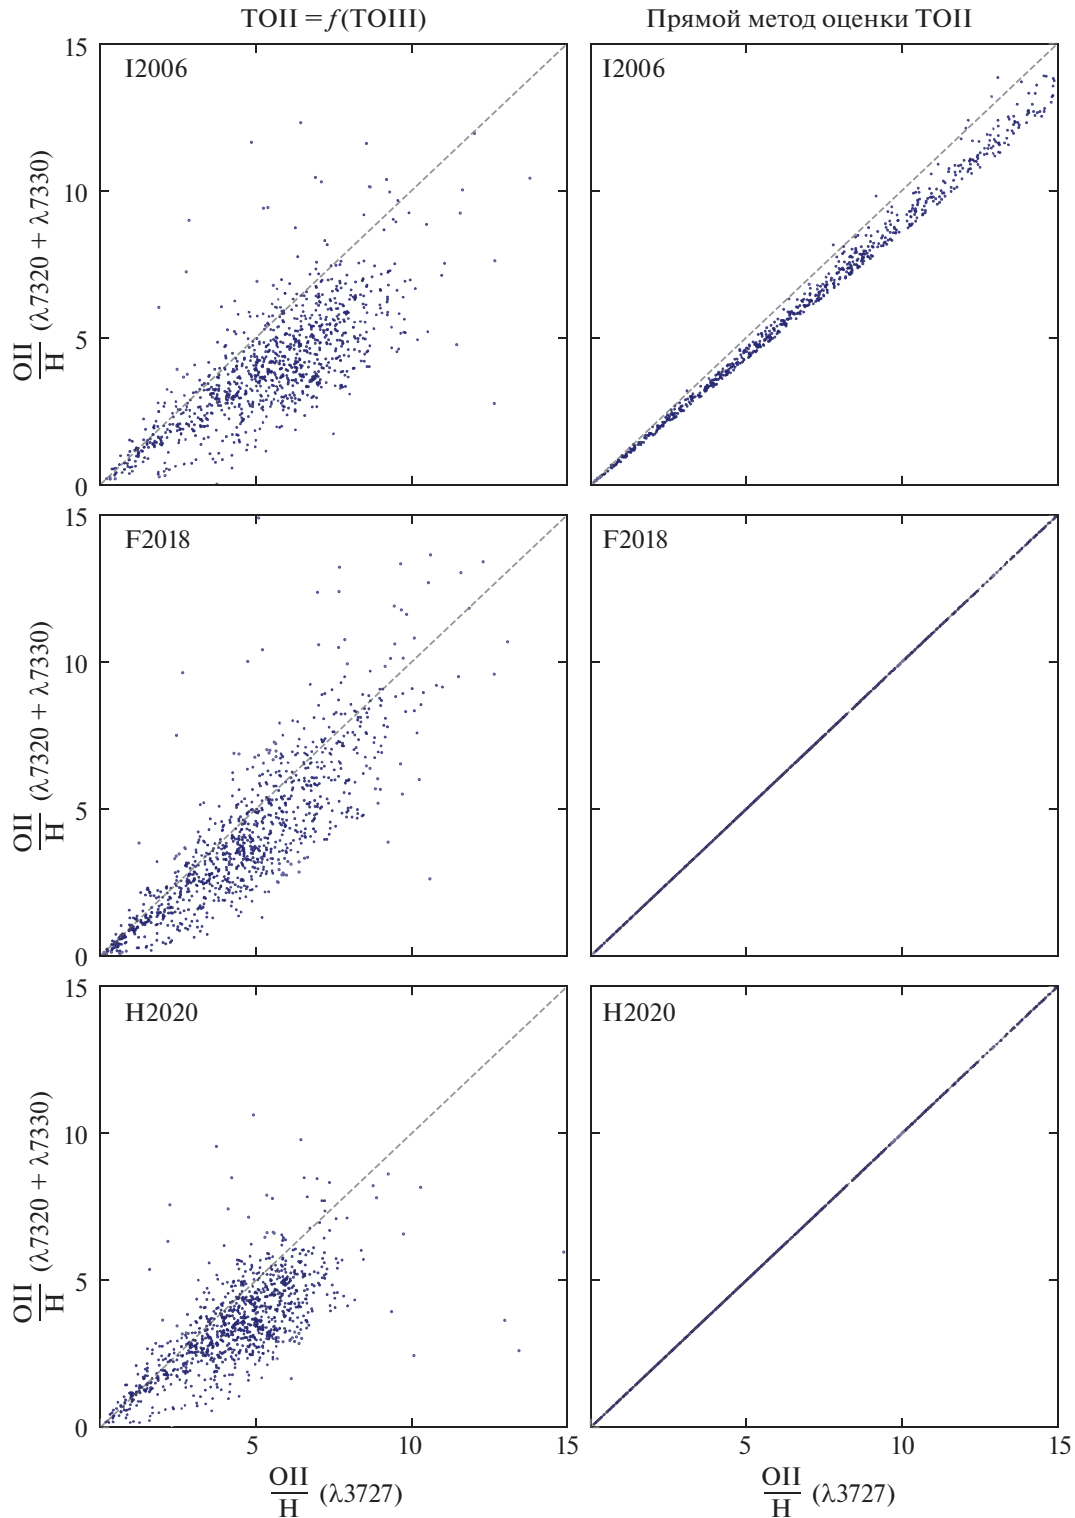 TOII = f(TOIII)
Прямой метод оценки TOII
15
I2006
I2006
10
5
0
OII/H (λ7320 + λ7330)
15
F2018
F2018
10
5
0
OII/H (λ7320 + λ7330)
15
H2020
H2020
10
5
0
OII/H (λ7320 + λ7330)
5 10 15
5 10 15
OII/H (λ3727)
OII/H (λ3727)